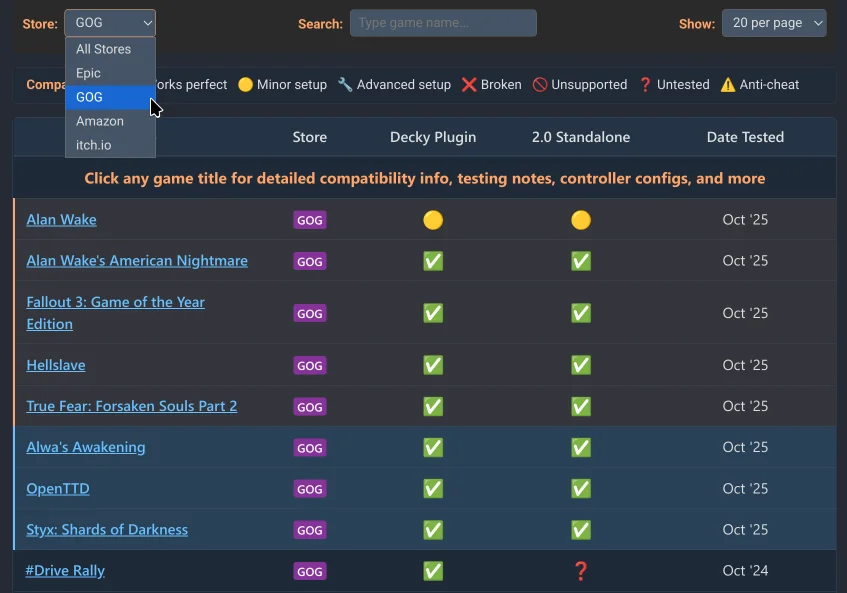 Store: GOG Search: Type game name... Show: 20 per page
All Stores
Epic
GOG
Amazon
itch.io
Compa orks perfect 🟡 Minor setup 🔧 Advanced setup ❌ Broken 🚫 Unsupported ❓ Untested ⚠️ Anti-cheat
Store Decky Plugin 2.0 Standalone Date Tested
Click any game title for detailed compatibility info, testing notes, controller configs, and more
Alan Wake GOG 🟡 🟡 Oct '25
Alan Wake's American Nightmare GOG ✅ ✅ Oct '25
Fallout 3: Game of the Year
Edition GOG ✅ ✅ Oct '25
Hellslave GOG ✅ ✅ Oct '25
True Fear: Forsaken Souls Part 2 GOG ✅ ✅ Oct '25
Alwa's Awakening GOG ✅ ✅ Oct '25
OpenTTD GOG ✅ ✅ Oct '25
Styx: Shards of Darkness GOG ✅ ✅ Oct '25
#Drive Rally GOG ✅ ❓ Oct '24